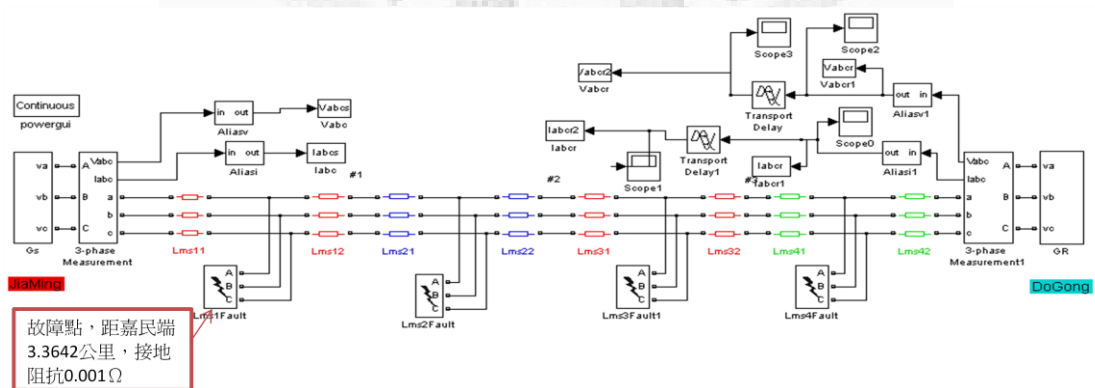 Scope3
Scope2
Vabcr2
Vabcr
Vabcr
Vabcr1
out in
Aliasv1
Transport
Delay
Continuous
powergui
in out
Aliasv
Vabcs
Vabc
Iabcr2
Iabcr
Transport
Delay1
Scope0
Scope1
Iabcr
Iabcr1
out in
Aliasi1
in out
Aliasi
Iabcs
Iabc
va
vb
vc
Gs
A
B
C
Vabc
Iabc
a
b
c
3-phase
Measurement
#1
#2
#3
Lms11
Lms12
Lms21
Lms22
Lms31
Lms32
Lms41
Lms42
Vabc
Iabc
a
b
c
A
B
C
3-phase
Measurement1
va
vb
vc
GR
JiaMing
DoGong
A
B
C
Lms1Fault
A
B
C
Lms2Fault
A
B
C
Lms3Fault1
A
B
C
Lms4Fault
故障點，距嘉民端
3.3642公里，接地
阻抗0.001Ω